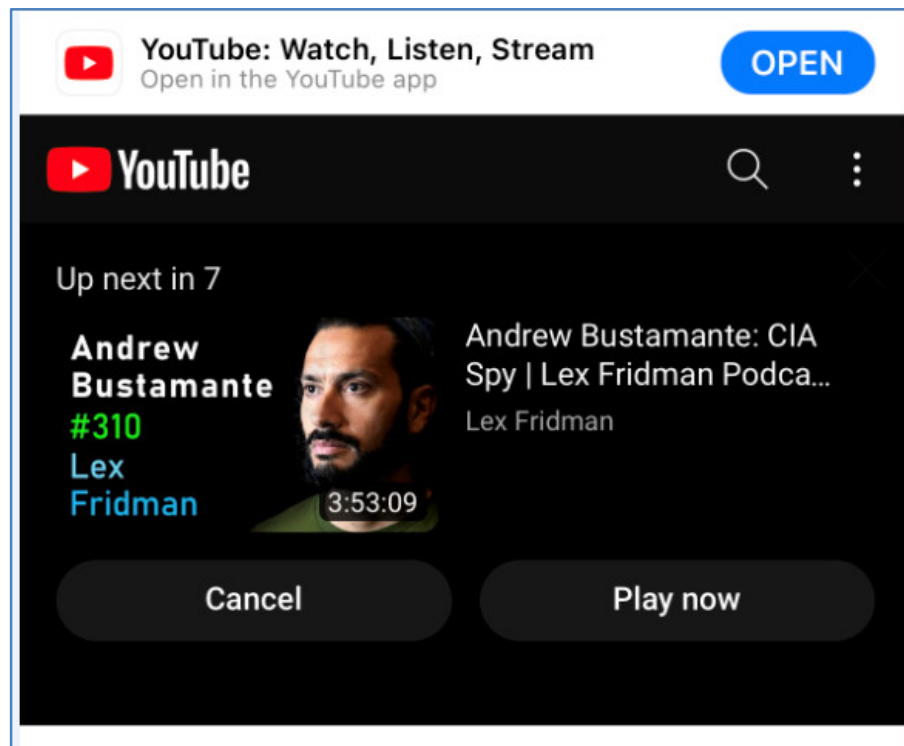 YouTube: Watch, Listen, Stream
Open in the YouTube app
OPEN
YouTube
Up next in 7
Andrew
Bustamante
#310
Lex
Fridman
3:53:09
Andrew Bustamante: CIA
Spy | Lex Fridman Podca...
Lex Fridman
Cancel
Play now